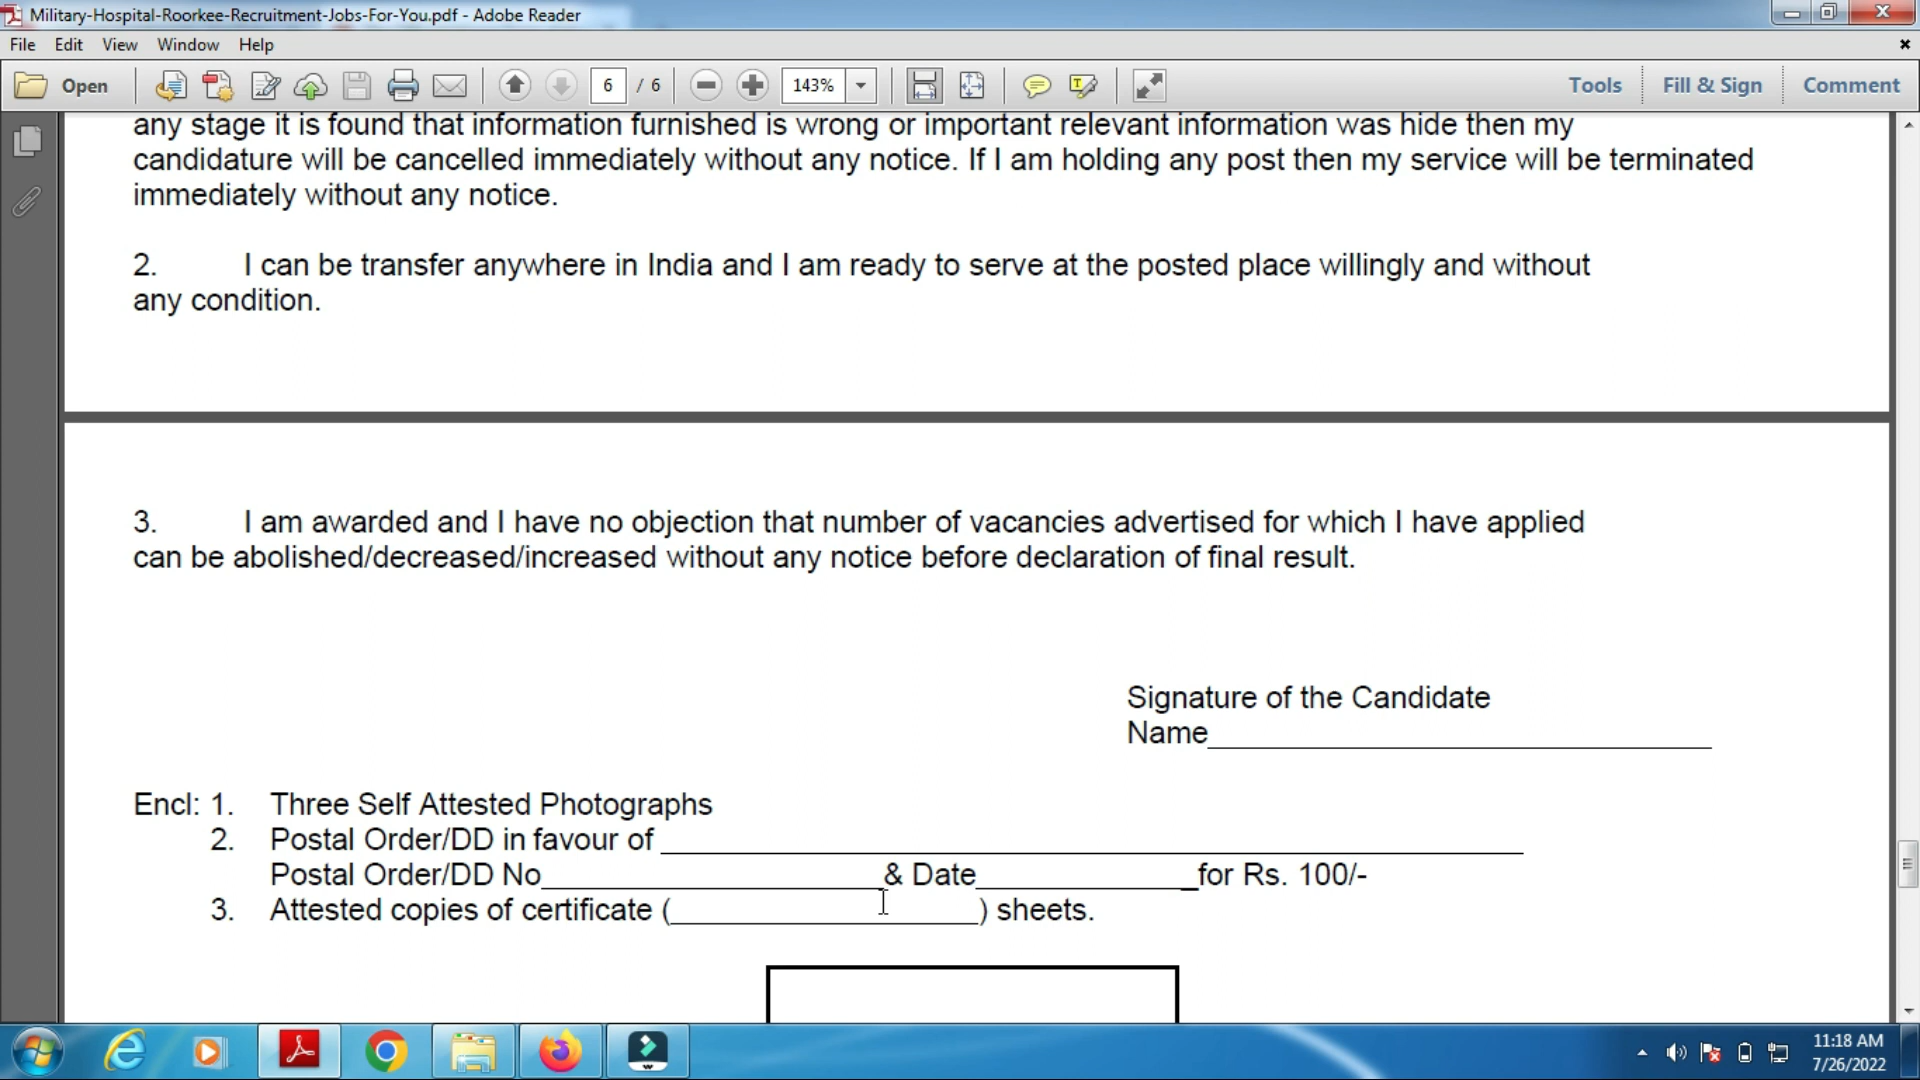 Military-Hospital-Roorkee-Recruitment-Jobs-For-You.pdf - Adobe Reader
File Edit View Window Help
Open 6 / 6 143% Tools Fill & Sign Comment
any stage it is found that information furnished is wrong or important relevant information was hide then my
candidature will be cancelled immediately without any notice. If I am holding any post then my service will be terminated
immediately without any notice.
2. I can be transfer anywhere in India and I am ready to serve at the posted place willingly and without
any condition.
3. I am awarded and I have no objection that number of vacancies advertised for which I have applied
can be abolished/decreased/increased without any notice before declaration of final result.
Signature of the Candidate
Name______________________________
Encl: 1. Three Self Attested Photographs
2. Postal Order/DD in favour of ______________________________
Postal Order/DD No____________________& Date_____________for Rs. 100/-
3. Attested copies of certificate (__________________) sheets.
11:18 AM
7/26/2022